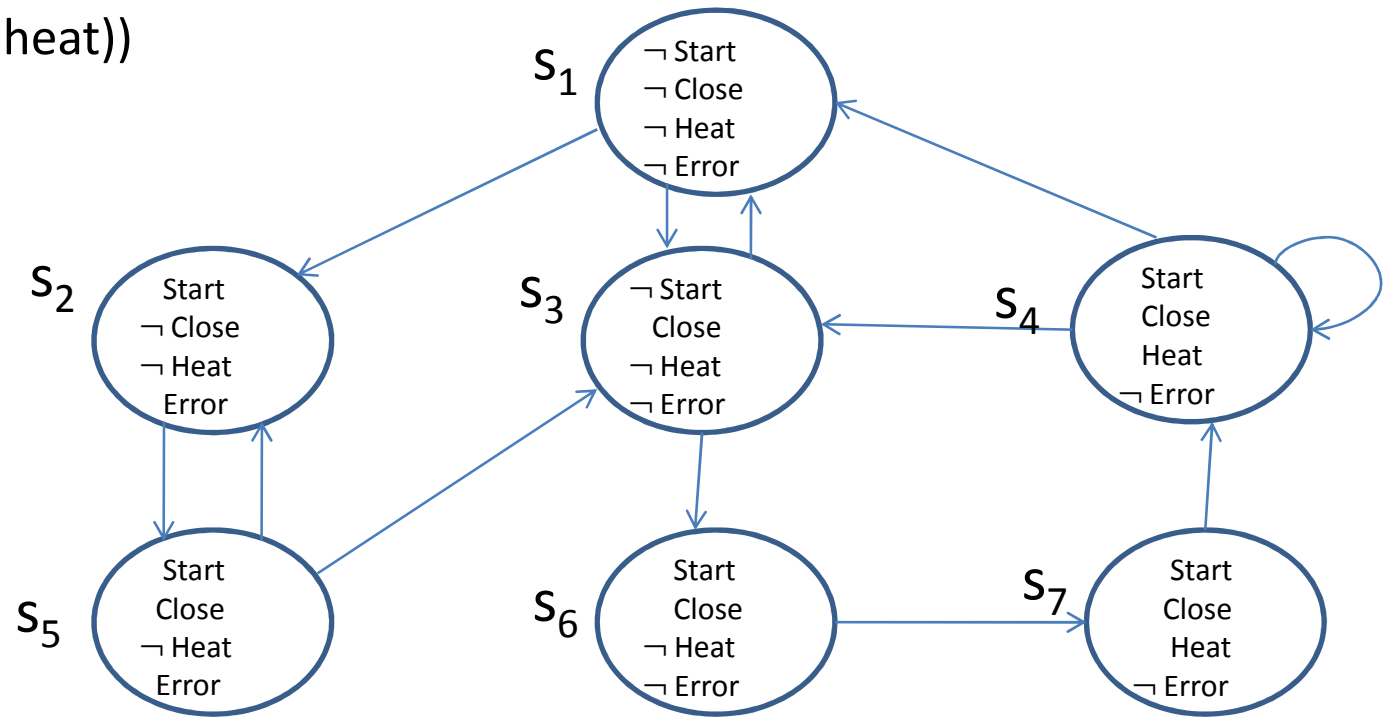 heat))
s₁
¬ Start
¬ Close
¬ Heat
¬ Error
s₂
Start
¬ Close
¬ Heat
Error
s₃
¬ Start
Close
¬ Heat
¬ Error
s₄
Start
Close
Heat
¬ Error
s₅
Start
Close
¬ Heat
Error
s₆
Start
Close
¬ Heat
¬ Error
s₇
Start
Close
Heat
¬ Error